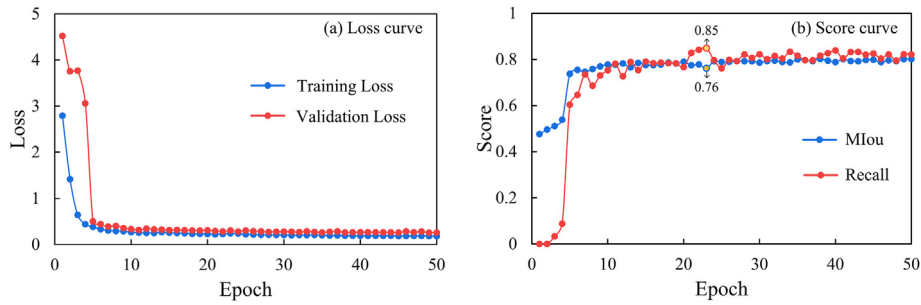 (a) Loss curve
5
4
3
2
1
0
Loss
Training Loss
Validation Loss
0
10
20
30
40
50
Epoch
(b) Score curve
1
0.8
0.6
0.4
0.2
0
Score
0.85
0.76
MIou
Recall
0
10
20
30
40
50
Epoch